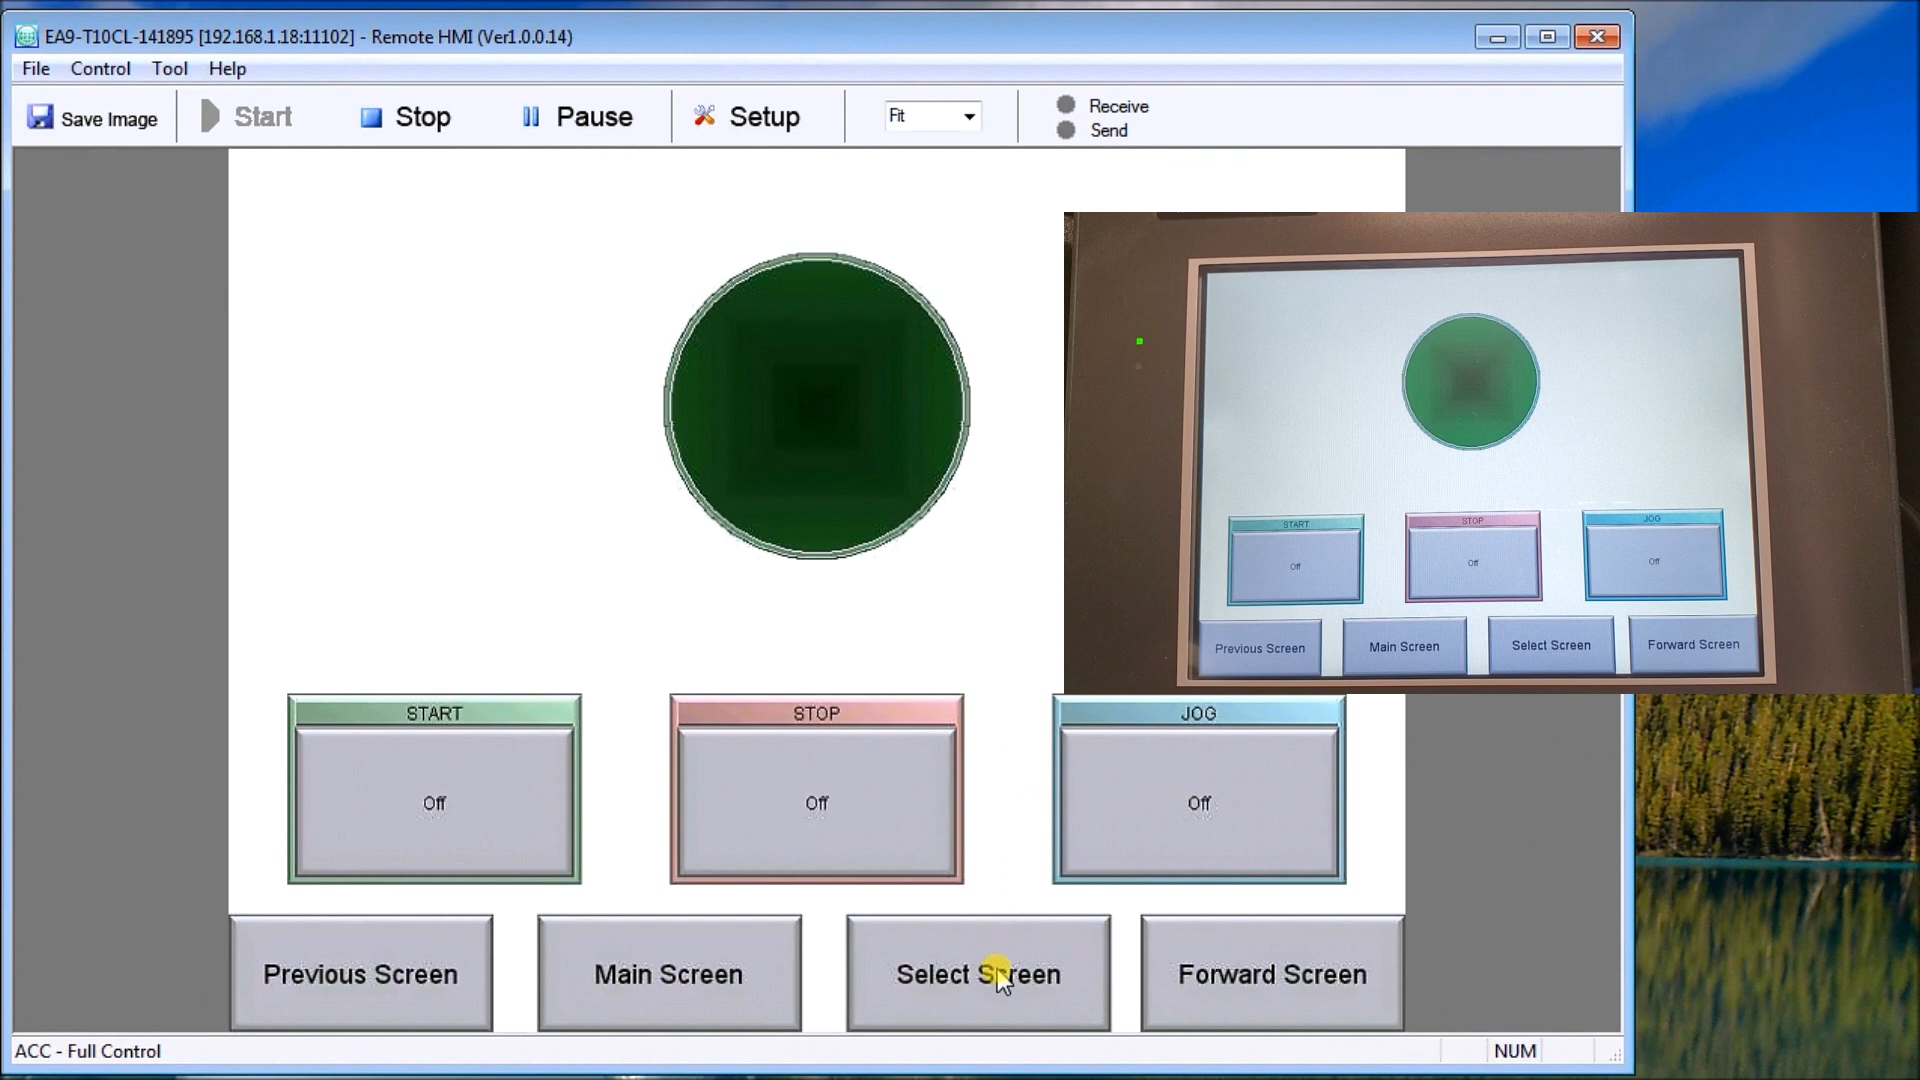 EA9-T10CL-141895 [192.168.1.18:11102] - Remote HMI (Ver1.0.0.14)
File Control Tool Help
Save Image Start Stop Pause Setup Fit Receive
Send
START STOP JOG
Off Off Off
Previous Screen Main Screen Select Screen Forward Screen
START STOP JOG
Off Off Off
Previous Screen Main Screen Select Screen Forward Screen
ACC - Full Control NUM